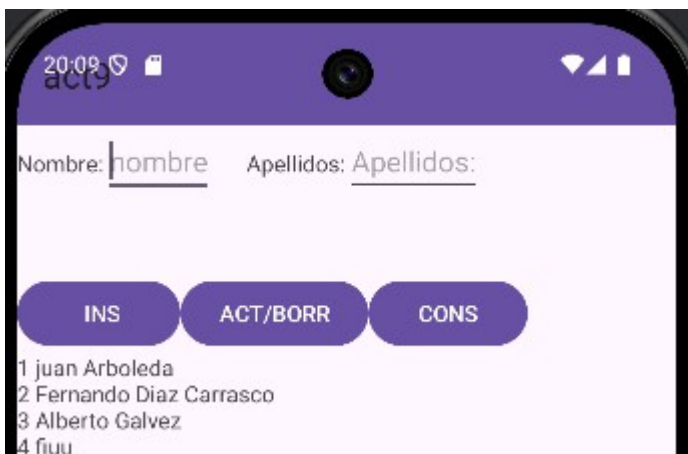 20:09
act9
Nombre: nombre Apellidos: Apellidos:
INS ACT/BORR CONS
1 juan Arboleda
2 Fernando Diaz Carrasco
3 Alberto Galvez
4 fiuu